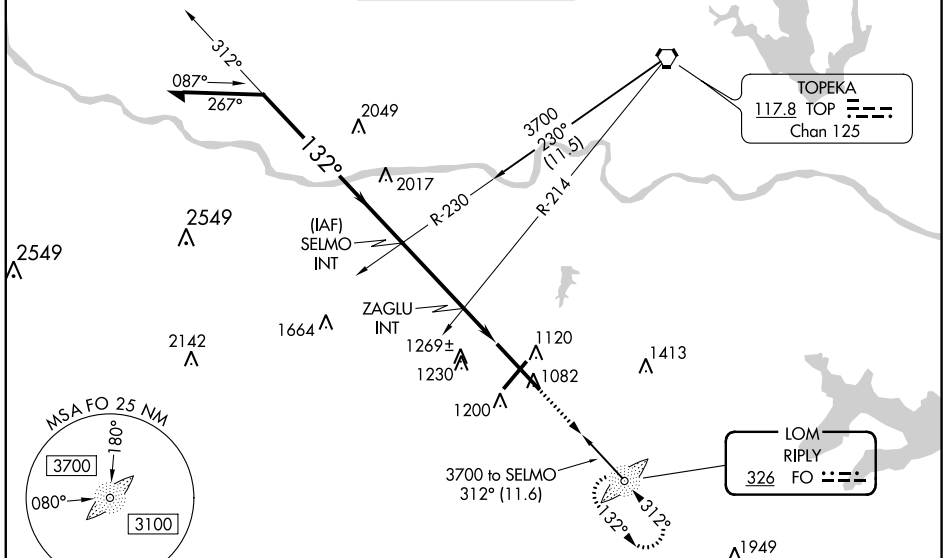 312°
087°
267°
132°
2049
2017
3700
230°
(11.5)
R-230
R-214
TOPEKA
117.8 TOP
Chan 125
2549
2549
(IAF)
SELMO
INT
ZAGLU
INT
1664
2142
1269±
1230
1120
1082
1200
1413
MSA FO 25 NM
180°
3700
080°
3100
3700 to SELMO
312° (11.6)
LOM
RIPLY
326 FO
132°
312°
1949